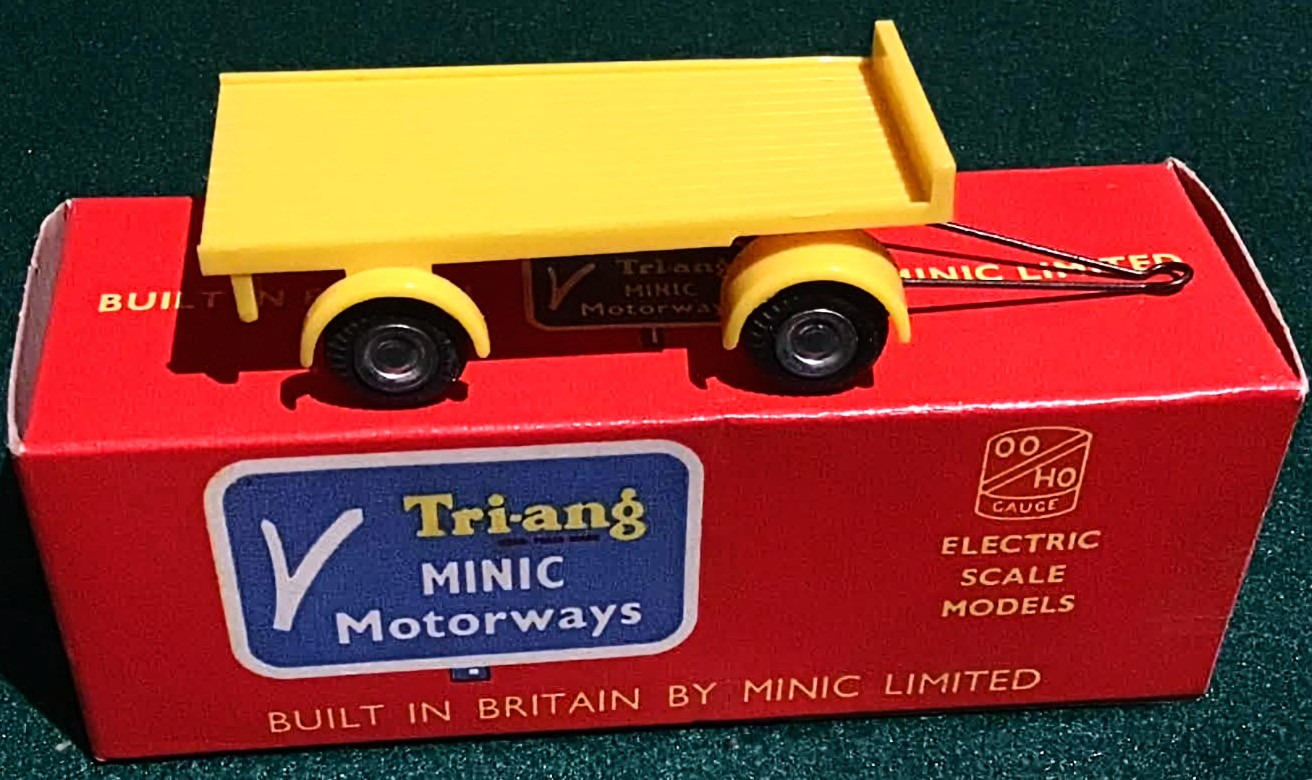 BUILT IN
MINIC LIMITED
Tri-ang
MINIC
Motorways
Tri-ang
MINIC
Motorways
OO
HO
GAUGE
ELECTRIC
SCALE
MODELS
BUILT IN BRITAIN BY MINIC LIMITED